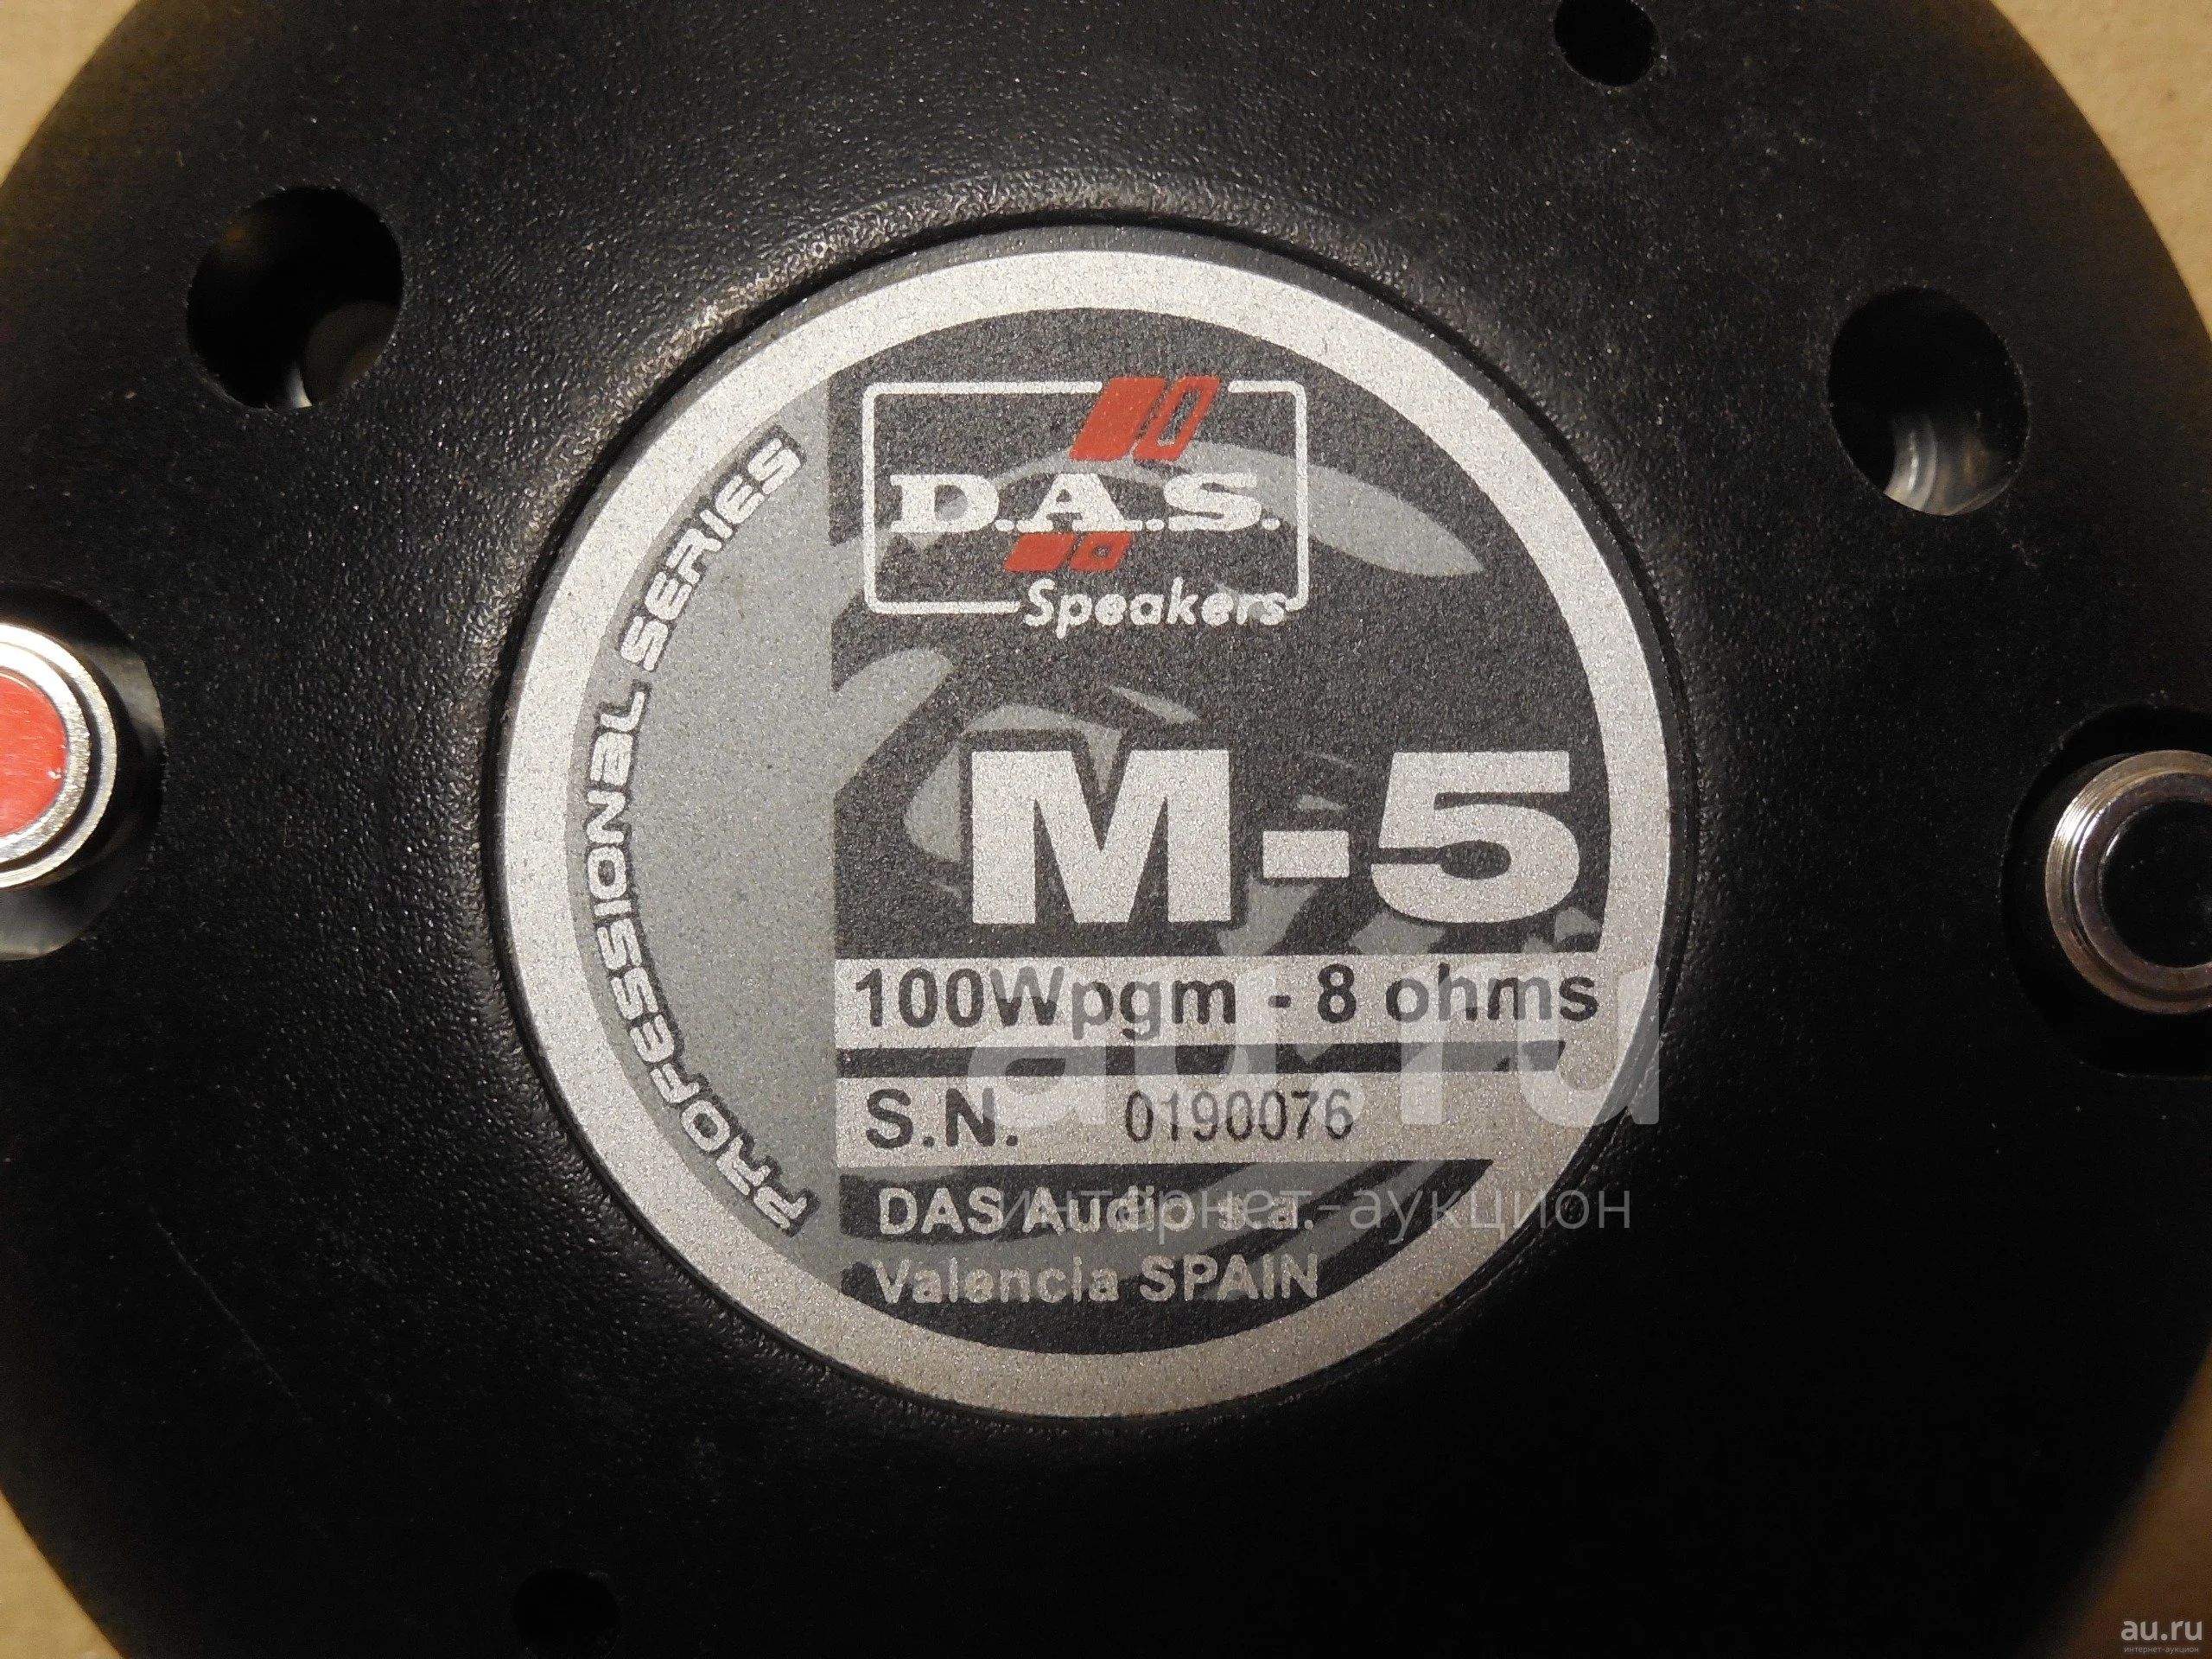 D.A.S.
Speakers
PROFESSIONAL SERIES
M-5
100Wpgm - 8 ohms
S.N. 0190076
DAS Audio s.a.
Valencia SPAIN
au.ru
интернет-аукцион
au.ru
интернет-аукцион